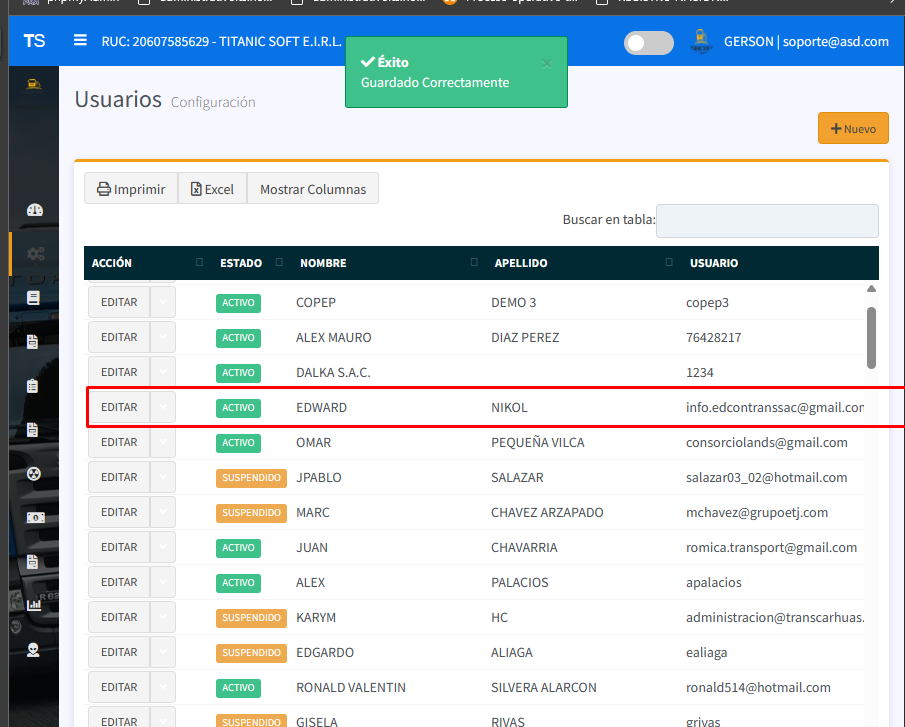 phpMyAdmin
TS RUC: 20607585629 - TITANIC SOFT E.I.R.L. GERSON | soporte@asd.com
Éxito ×
Guardado Correctamente
Usuarios Configuración
+ Nuevo
Imprimir Excel Mostrar Columnas
Buscar en tabla:
ACCIÓN ESTADO NOMBRE APELLIDO USUARIO
EDITAR ACTIVO COPEP DEMO 3 copep3
EDITAR ACTIVO ALEX MAURO DIAZ PEREZ 76428217
EDITAR ACTIVO DALKA S.A.C. 1234
EDITAR ACTIVO EDWARD NIKOL info.edcontranssac@gmail.con
EDITAR ACTIVO OMAR PEQUEÑA VILCA consorciolands@gmail.com
EDITAR SUSPENDIDO JPABLO SALAZAR salazar03_02@hotmail.com
EDITAR SUSPENDIDO MARC CHAVEZ ARZAPADO mchavez@grupoetj.com
EDITAR ACTIVO JUAN CHAVARRIA romica.transport@gmail.com
EDITAR ACTIVO ALEX PALACIOS apalacios
EDITAR SUSPENDIDO KARYM HC administracion@transcarhuas.
EDITAR SUSPENDIDO EDGARDO ALIAGA ealiaga
EDITAR ACTIVO RONALD VALENTIN SILVERA ALARCON ronald514@hotmail.com
EDITAR SUSPENDIDO GISELA RIVAS grivas